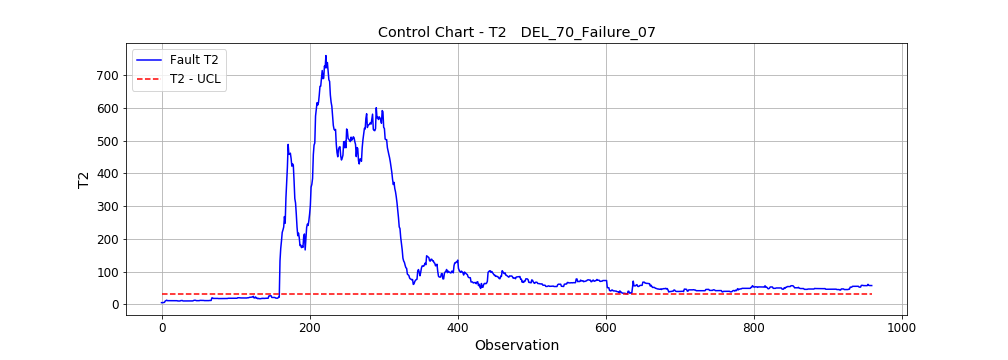 Control Chart - T2   DEL_70_Failure_07
Fault T2
T2 - UCL
700
600
500
400
300
200
100
0
T2
0 200 400 600 800 1000
Observation